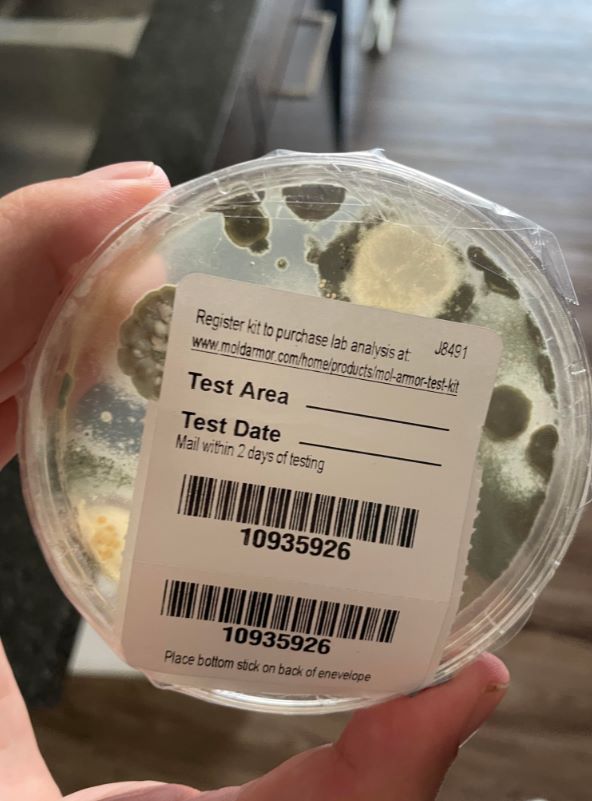 Register kit to purchase lab analysis at: J8491
www.moldarmor.com/home/products/mol-armor-test-kit
Test Area
Test Date
Mail within 2 days of testing
10935926
10935926
Place bottom stick on back of enevelope